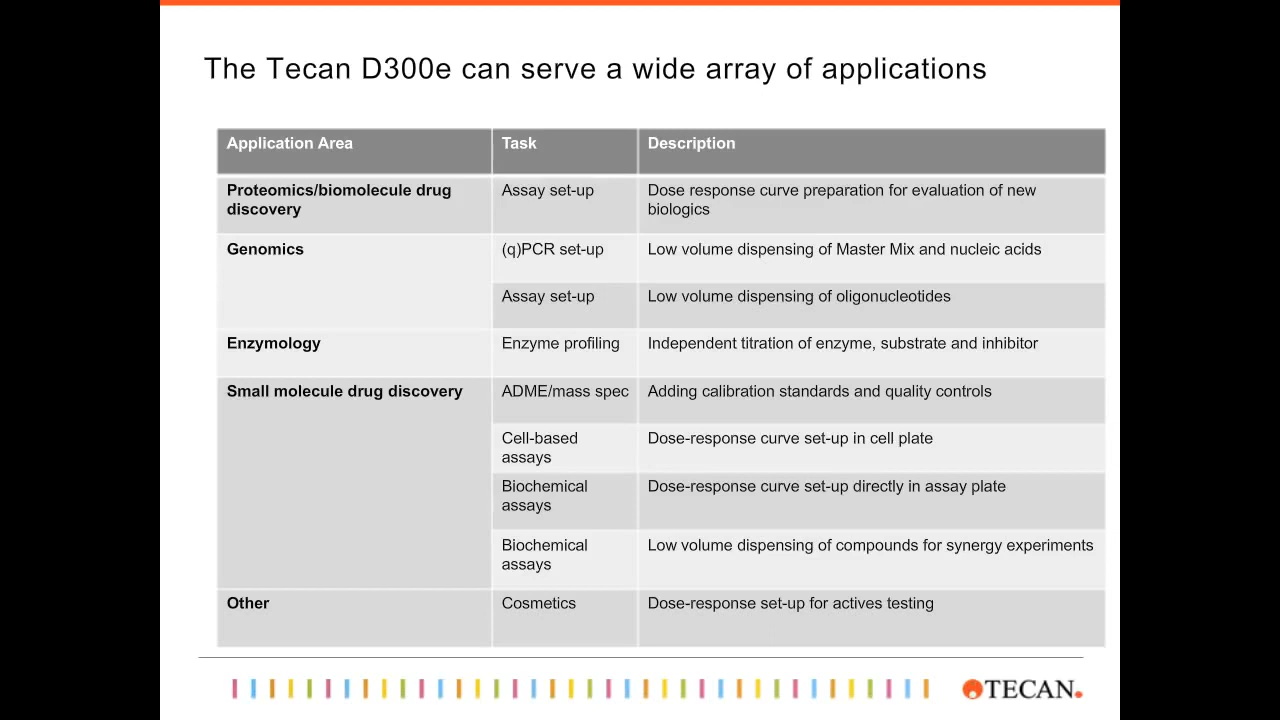 The Tecan D300e can serve a wide array of applications
Application Area Task Description
Proteomics/biomolecule drug discovery Assay set-up Dose response curve preparation for evaluation of new biologics
Genomics (q)PCR set-up Low volume dispensing of Master Mix and nucleic acids
Assay set-up Low volume dispensing of oligonucleotides
Enzymology Enzyme profiling Independent titration of enzyme, substrate and inhibitor
Small molecule drug discovery ADME/mass spec Adding calibration standards and quality controls
Cell-based assays Dose-response curve set-up in cell plate
Biochemical assays Dose-response curve set-up directly in assay plate
Biochemical assays Low volume dispensing of compounds for synergy experiments
Other Cosmetics Dose-response set-up for actives testing
TECAN.